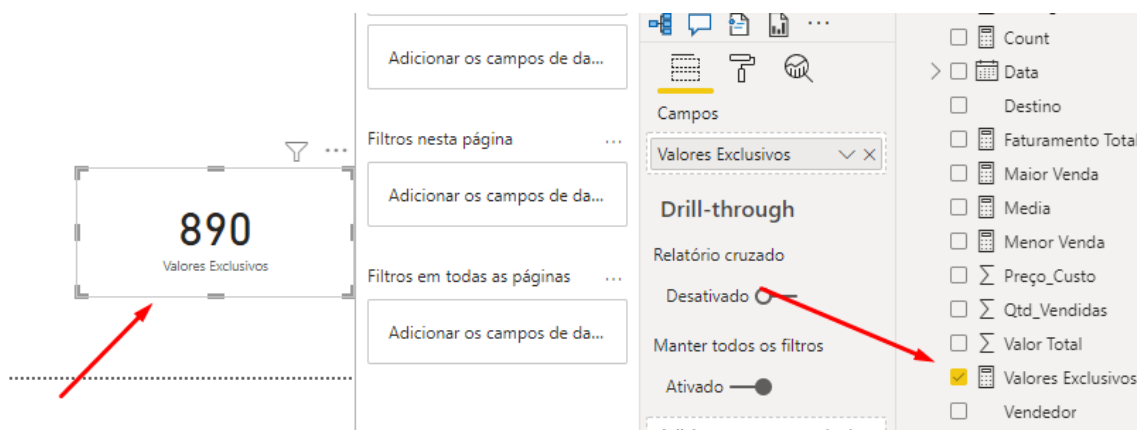 890
Valores Exclusivos
Adicionar os campos de da...
Filtros nesta página
Adicionar os campos de da...
Filtros em todas as páginas
Adicionar os campos de da...
Campos
Valores Exclusivos
Drill-through
Relatório cruzado
Desativado
Manter todos os filtros
Ativado
Count
Data
Destino
Faturamento Total
Maior Venda
Media
Menor Venda
Preço_Custo
Qtd_Vendidas
Valor Total
Valores Exclusivos
Vendedor